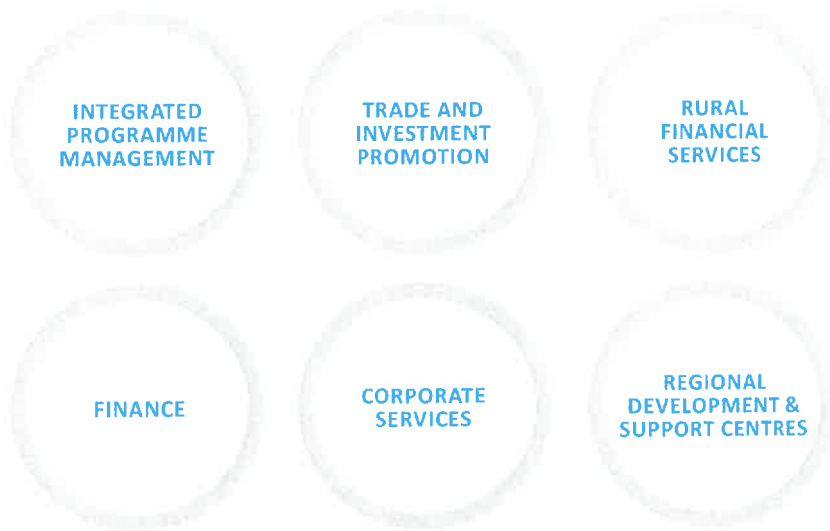 INTEGRATED
PROGRAMME
MANAGEMENT
TRADE AND
INVESTMENT
PROMOTION
RURAL
FINANCIAL
SERVICES
FINANCE
CORPORATE
SERVICES
REGIONAL
DEVELOPMENT &
SUPPORT CENTRES